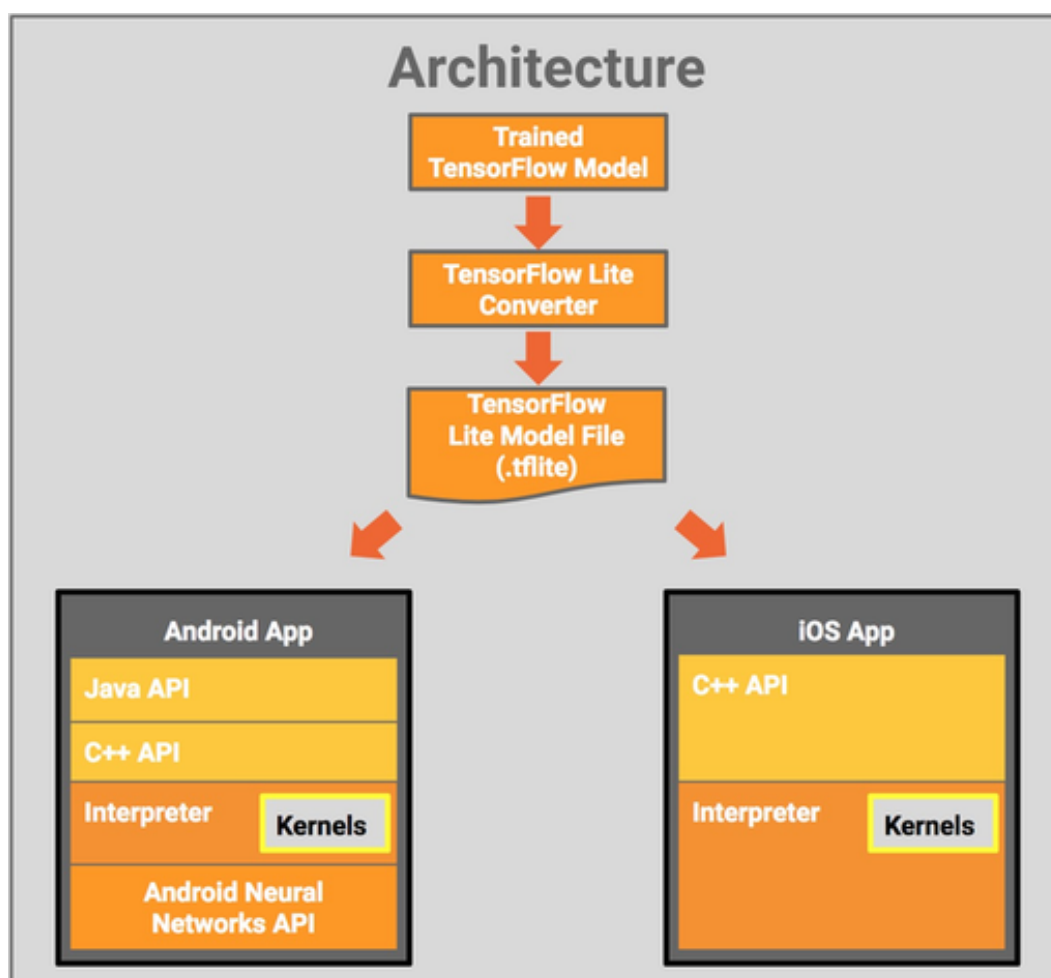 Architecture
Trained
TensorFlow Model
TensorFlow Lite
Converter
TensorFlow
Lite Model File
(.tflite)
Android App
Java API
C++ API
Interpreter
Kernels
Android Neural
Networks API
iOS App
C++ API
Interpreter
Kernels